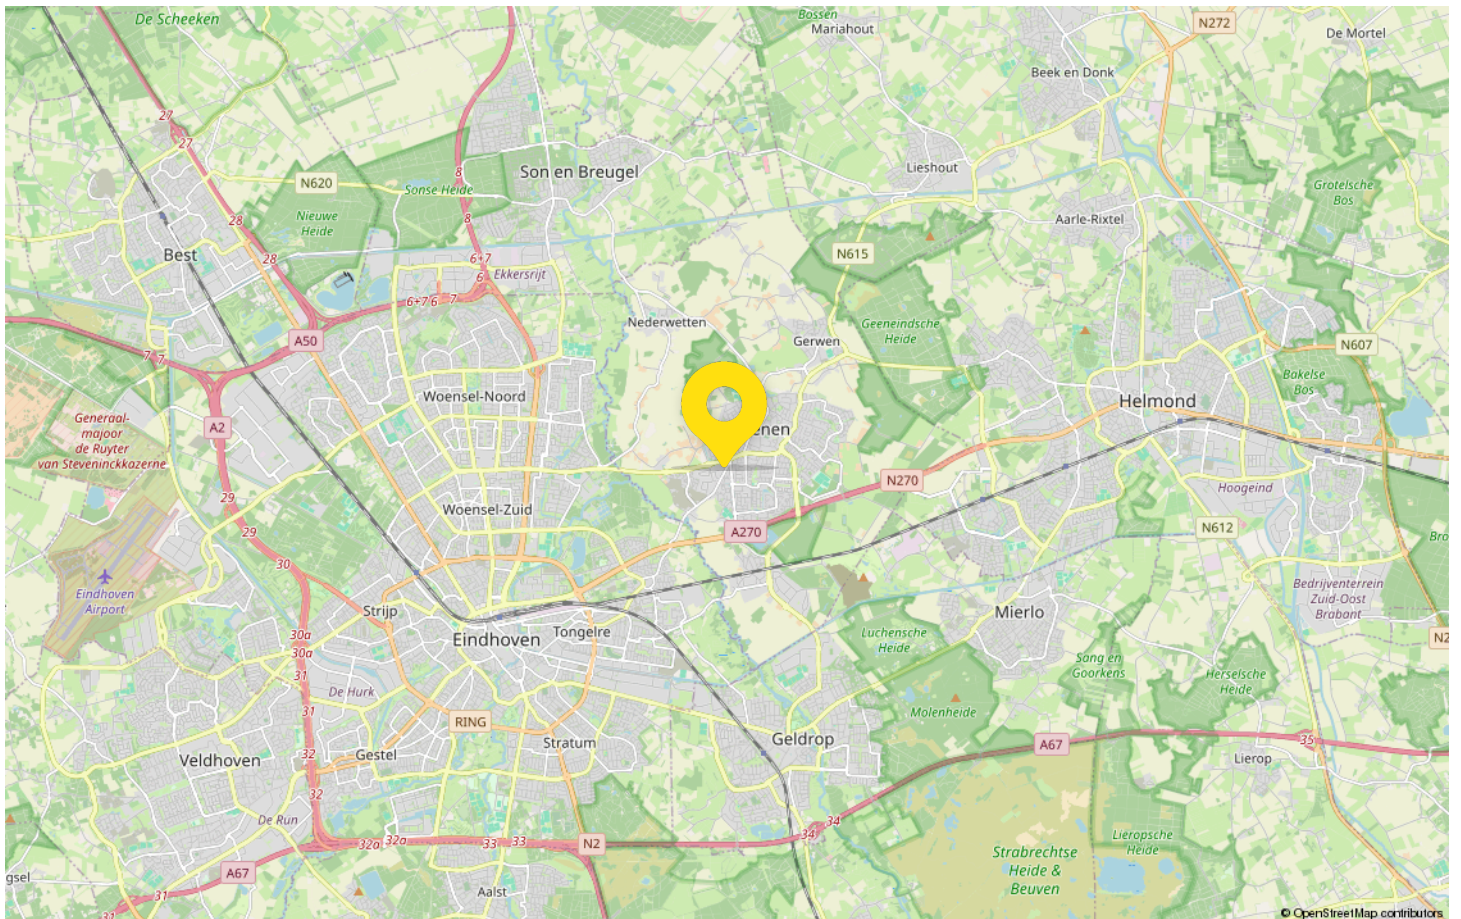 De Scheeken
Bossen
Mariahout
N272
De Mortel
Beek en Donk
27
27
N620
Sonse Heide
8
Son en Breugel
Lieshout
Grotelsche
Bos
Nieuwe
Heide
28
8
Aarle-Rixtel
Best
28
6+7
6
Ekkersrijt
N615
6+7 6
7
A50
Nederwetten
Gerwen
Geeneindsche
Heide
N607
7
7
Bakelse
Bos
Woensel-Noord
Helmond
Generaal-
majoor
de Ruyter
van Steveninckkazerne
A2
enen
29
N270
Hoogeind
Woensel-Zuid
29
A270
N612
Bro
30
Eindhoven
Airport
Bedrijventerrein
Zuid-Oost
Brabant
Strijp
Mierlo
30a
Eindhoven
Tongelre
Luchensche
Heide
N2
30a
31
Sang en
Goorkens
Herselsche
Heide
De Hurk
31
RING
Molenheide
Stratum
Geldrop
A67
35
32
Gestel
Veldhoven
Lierop
32
De Run
34
34
32a
32a
33
33
N2
Lieropsche
Heide
Strabrechtse
Heide &
Beuven
A67
gsel
31
Aalst
31
© OpenStreetMap contributors